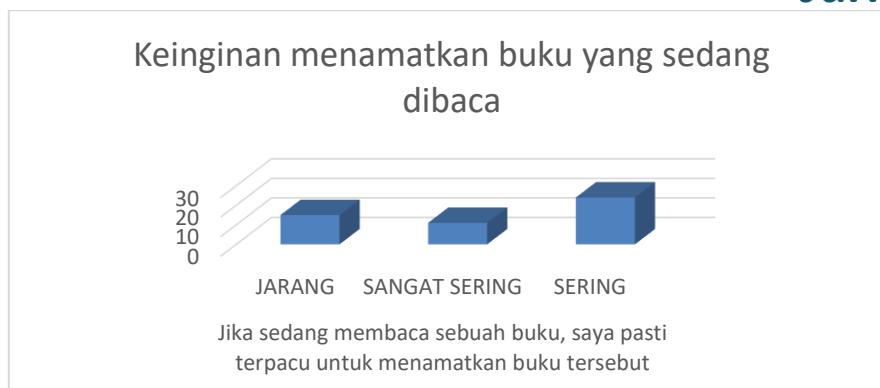 Keinginan menamatkan buku yang sedang
dibaca
30
20
10
0
JARANG SANGAT SERING SERING
Jika sedang membaca sebuah buku, saya pasti
terpacu untuk menamatkan buku tersebut